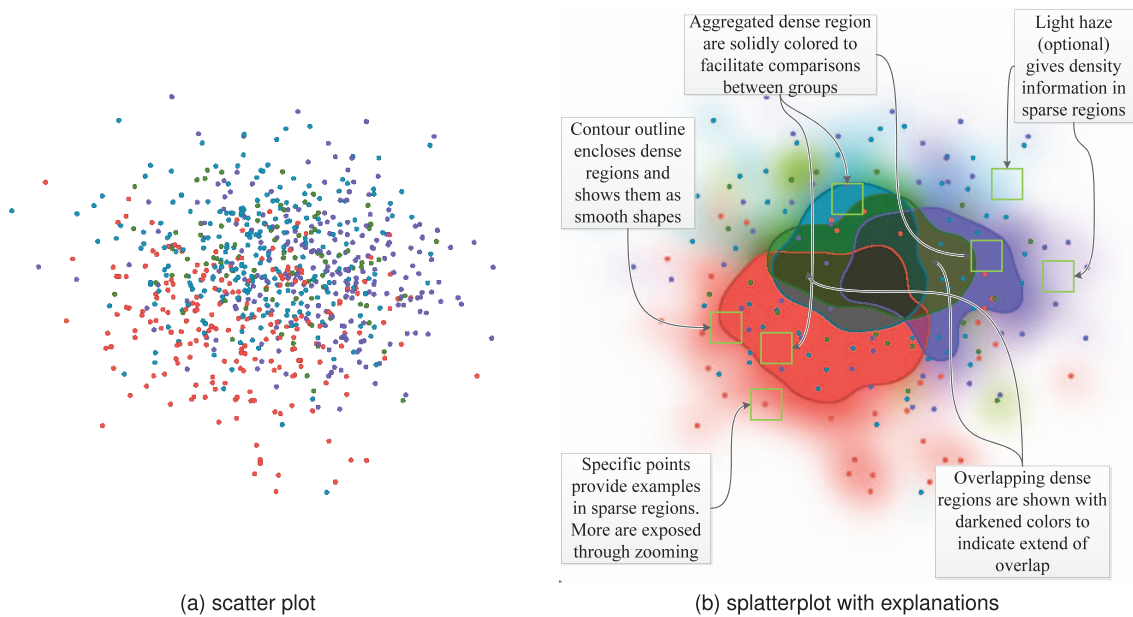 Aggregated dense region
are solidly colored to
facilitate comparisons
between groups
Light haze
(optional)
gives density
information in
sparse regions
Contour outline
encloses dense
regions and
shows them as
smooth shapes
Specific points
provide examples
in sparse regions.
More are exposed
through zooming
Overlapping dense
regions are shown with
darkened colors to
indicate extend of
overlap
(a) scatter plot
(b) splatterplot with explanations